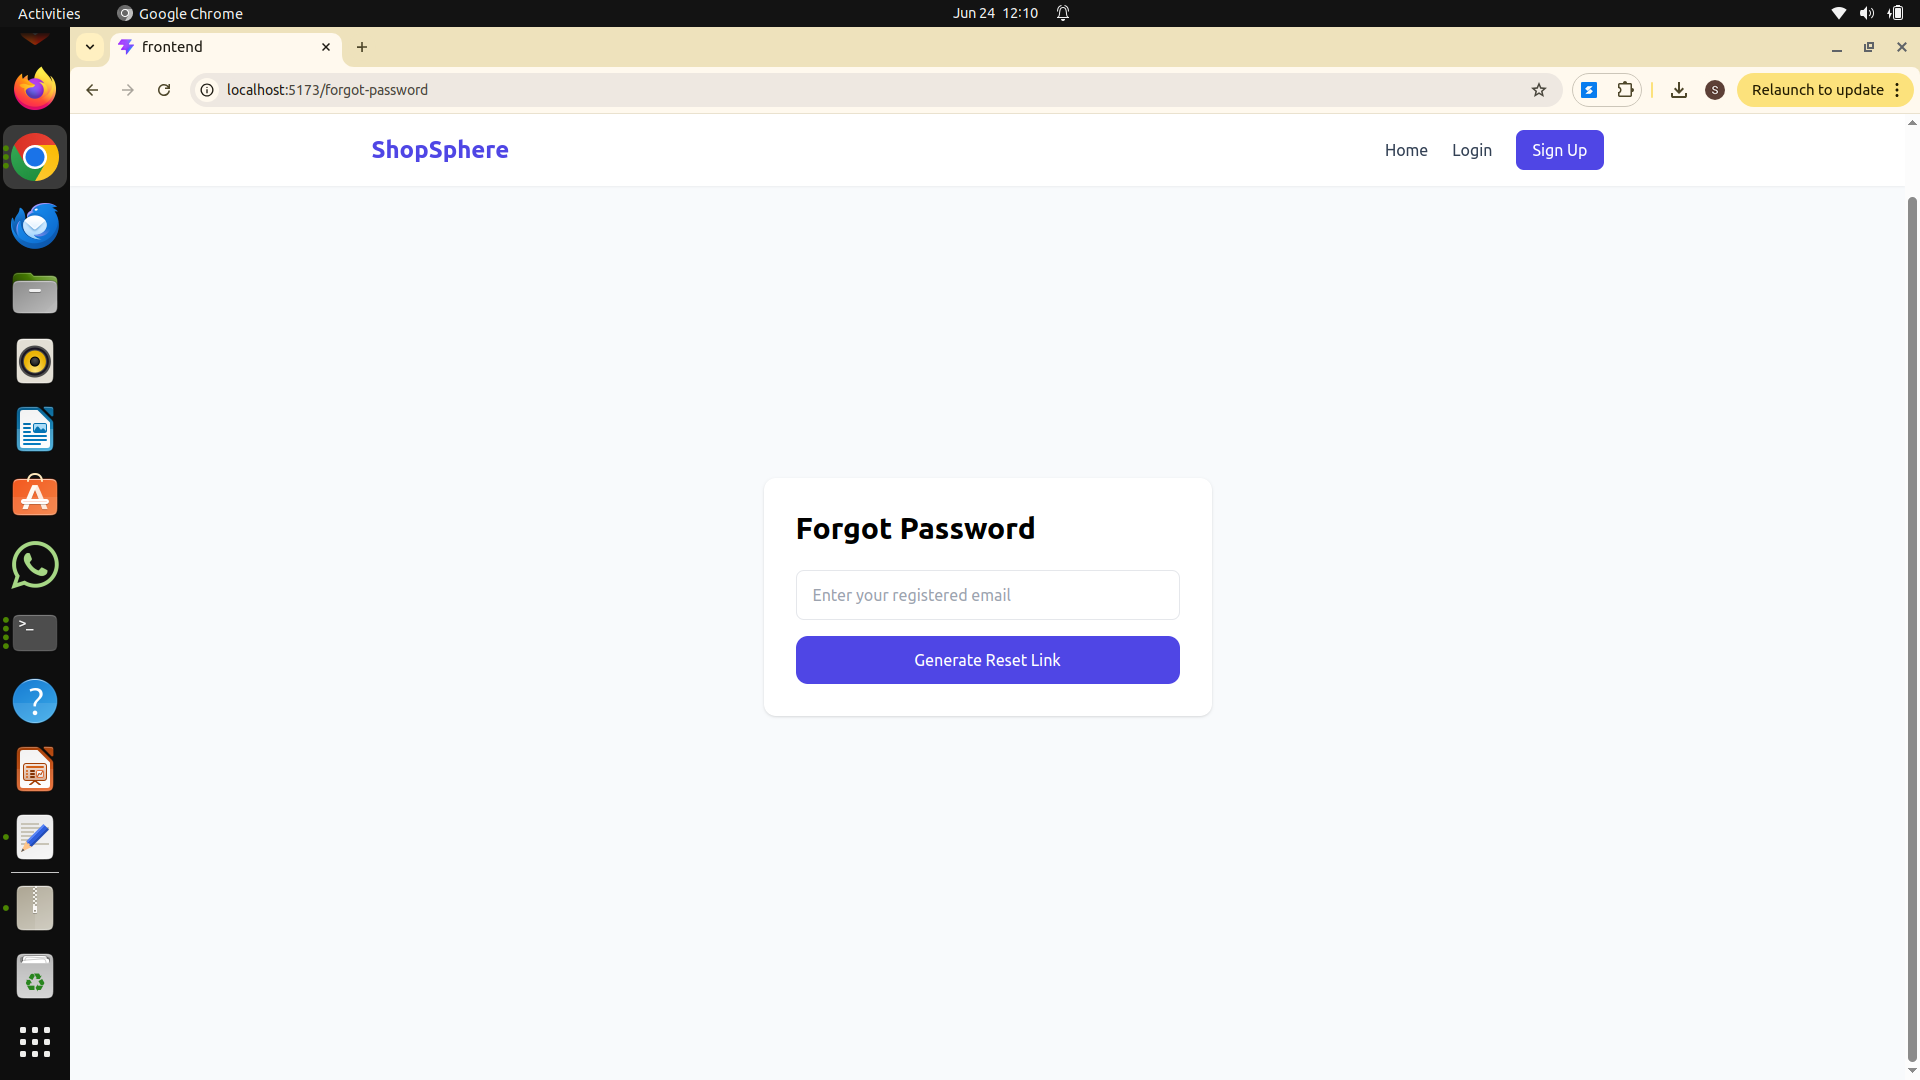 Activities
Google Chrome
Jun 24 12:10
frontend
localhost:5173/forgot-password
S
Relaunch to update
ShopSphere
Home
Login
Sign Up
Forgot Password
Enter your registered email
Generate Reset Link